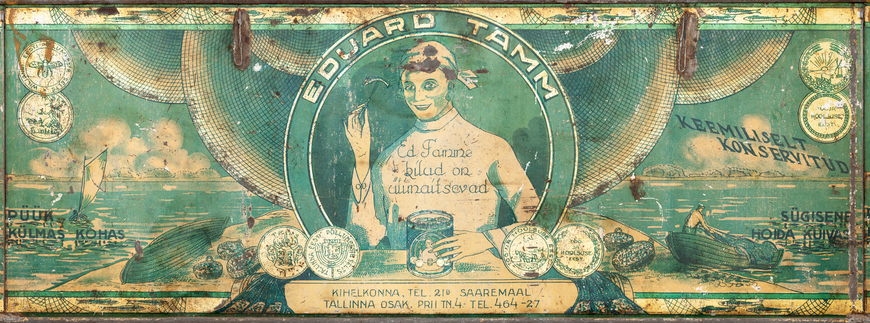 EDUARD TAMM
KEEMILISELT
KONSERVITUD
Ed Tamme
kilud on
ülimaitsevad
PÜÜK
KÜLMAS KOHAS
SÜGISENE
HOIDA KUIVAS
KIHELKONNA, TEL 21ᴅ SAAREMAAL
TALLINNA OSAK. PRII TN. 4. TEL. 464-27